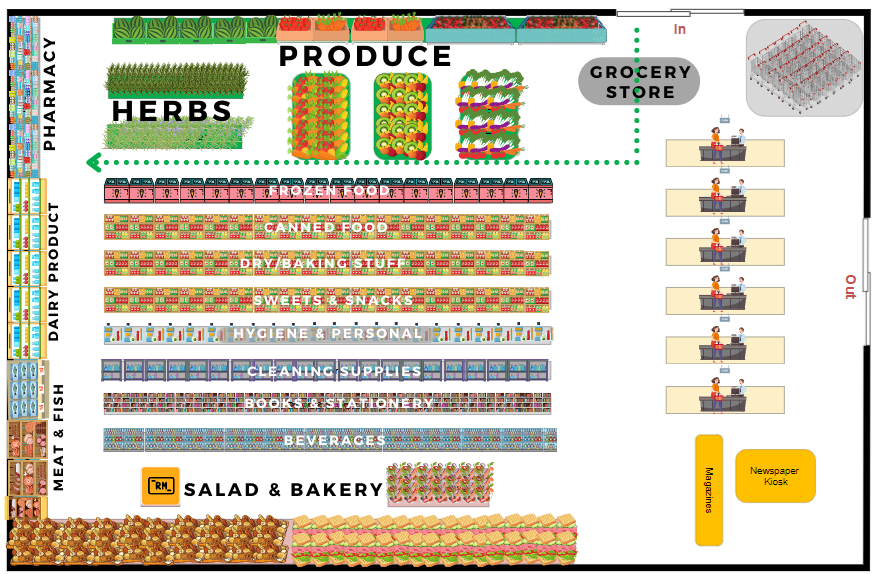 In
PHARMACY
PRODUCE
GROCERY
STORE
HERBS
FROZEN FOOD
CANNED FOOD
DRY/BAKING STUFF
SWEETS & SNACKS
HYGIENE & PERSONAL
CLEANING SUPPLIES
BOOKS & STATIONERY
BEVERAGES
DAIRY PRODUCT
Out
MEAT & FISH
RM
SALAD & BAKERY
Magazines
Newspaper
Kiosk